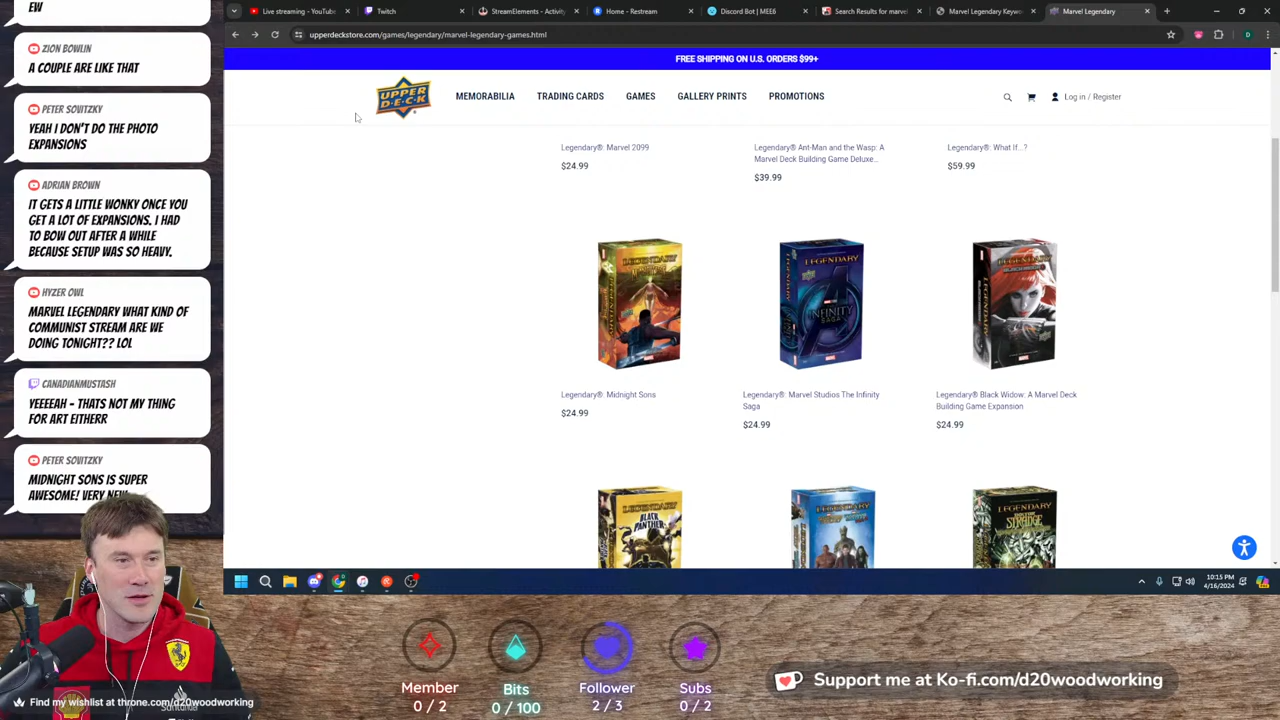 EW
ZION BOWLIN
A COUPLE ARE LIKE THAT
PETER SOVITZKY
YEAH I DON'T DO THE PHOTO
EXPANSIONS
ADRIAN BROWN
IT GETS A LITTLE WONKY ONCE YOU
GET A LOT OF EXPANSIONS. I HAD
TO BOW OUT AFTER A WHILE
BECAUSE SETUP WAS SO HEAVY.
HYZER OWL
MARVEL LEGENDARY WHAT KIND OF
COMMUNIST STREAM ARE WE
DOING TONIGHT?? LOL
CANADIANMUSTASH
YEEEEAH - THATS NOT MY THING
FOR ART EITHERR
PETER SOVITZKY
MIDNIGHT SONS IS SUPER
AWESOME! VERY NEW
Live streaming - YouTube
Twitch
StreamElements - Activity
Home - Restream
Discord Bot | MEE6
Search Results for marvel
Marvel Legendary Keywo
Marvel Legendary
upperdeckstore.com/games/legendary/marvel-legendary-games.html
FREE SHIPPING ON U.S. ORDERS $99+
UPPER
D·E·C·K
MEMORABILIA
TRADING CARDS
GAMES
GALLERY PRINTS
PROMOTIONS
Log in / Register
Legendary®: Marvel 2099
$24.99
Legendary® Ant-Man and the Wasp: A
Marvel Deck Building Game Deluxe...
$39.99
Legendary®: What If...?
$59.99
LEGENDARY
LEGENDARY
INFINITY
SAGA
LEGENDARY
Legendary®: Midnight Sons
$24.99
Legendary®: Marvel Studios The Infinity
Saga
$24.99
Legendary® Black Widow: A Marvel Deck
Building Game Expansion
$24.99
LEGENDARY
BLACK
PANTHER
LEGENDARY
LEGENDARY
DOCTOR
STRANGE
10:15 PM
4/16/2024
Member
0 / 2
Bits
0 / 100
Follower
2 / 3
Subs
0 / 2
Support me at Ko-fi.com/d20woodworking
Find my wishlist at throne.com/d20woodworking